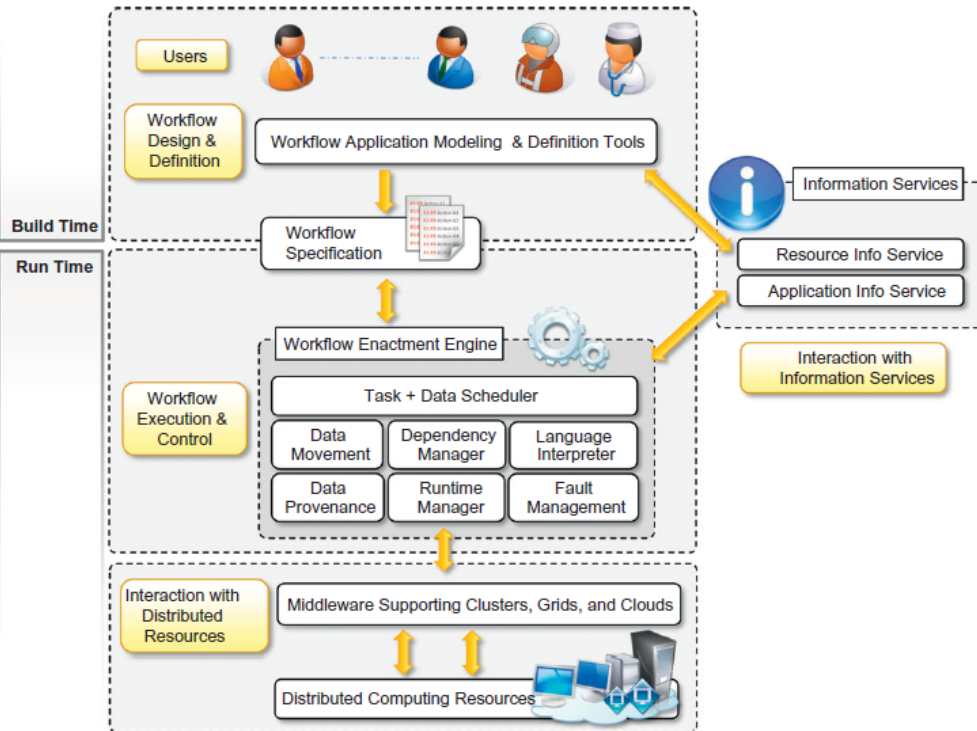 Users
Workflow
Design &
Definition
Workflow Application Modeling & Definition Tools
Build Time
Run Time
Workflow
Specification
Information Services
Resource Info Service
Application Info Service
Interaction with
Information Services
Workflow Enactment Engine
Workflow
Execution &
Control
Task + Data Scheduler
Data
Movement
Dependency
Manager
Language
Interpreter
Data
Provenance
Runtime
Manager
Fault
Management
Interaction with
Distributed
Resources
Middleware Supporting Clusters, Grids, and Clouds
Distributed Computing Resources